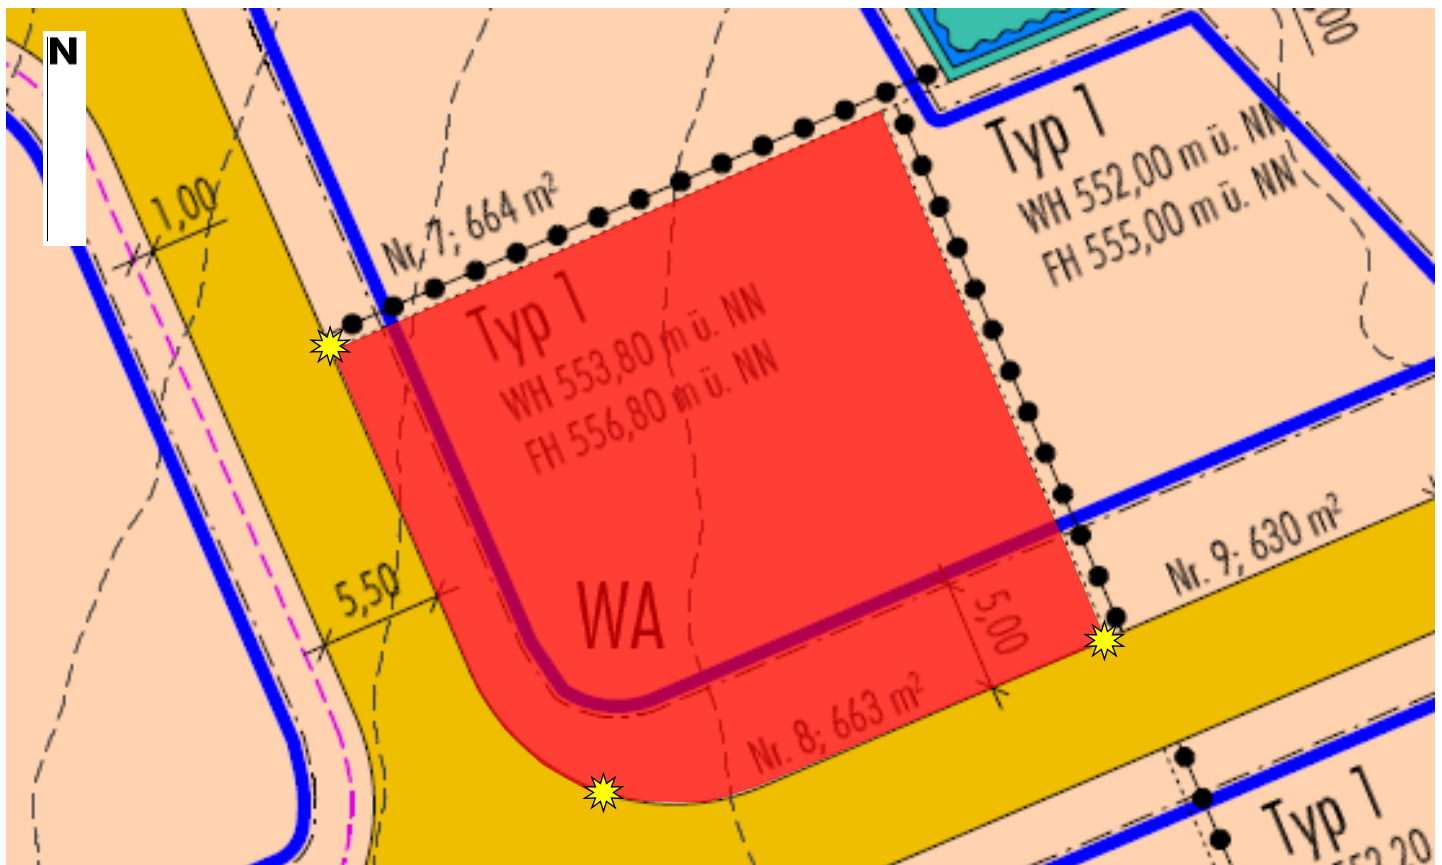 N
1,00
Nr. 7; 664 m²
Typ 1
WH 553,80 m ü. NN
FH 556,80 m ü. NN
Typ 1
WH 552,00 m ü. NN
FH 555,00 m ü. NN
5,50
WA
5,00
Nr. 8; 663 m²
Nr. 9; 630 m²
Typ 1